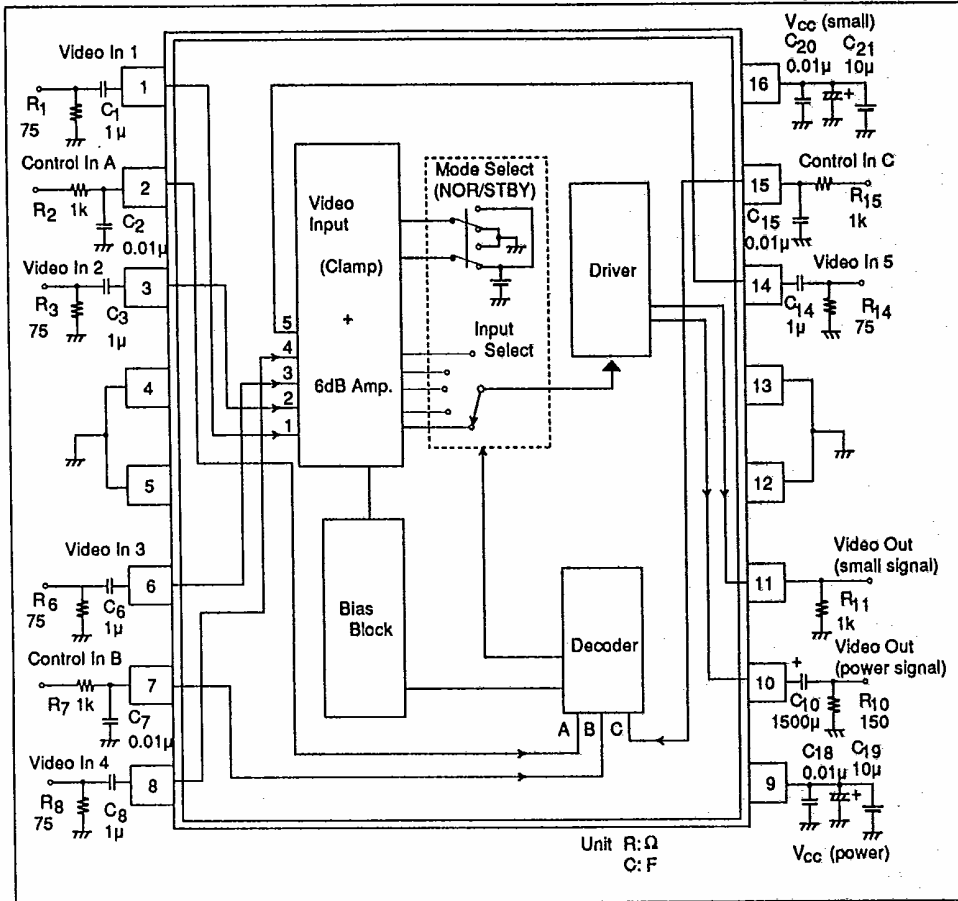 Video In 1
1
R1
75
C1
1μ
Control In A
2
R2
1k
C2
0.01μ
Video In 2
3
R3
75
C3
1μ
4
5
Video In 3
6
R6
75
C6
1μ
Control In B
7
R7
1k
C7
0.01μ
Video In 4
8
R8
75
C8
1μ
Video
Input
(Clamp)
+
6dB Amp.
5
4
3
2
1
Mode Select
(NOR/STBY)
Input
Select
Driver
Bias
Block
Decoder
A B C
VCC (small)
C20 C21
0.01μ 10μ
16
+
Control In C
15
R15
1k
C15
0.01μ
Video In 5
14
C14
1μ
R14
75
13
12
Video Out
(small signal)
11
R11
1k
Video Out
(power signal)
10
+
C10
1500μ
R10
150
C18 C19
0.01μ 10μ
9
+
VCC (power)
Unit R:Ω
C:F